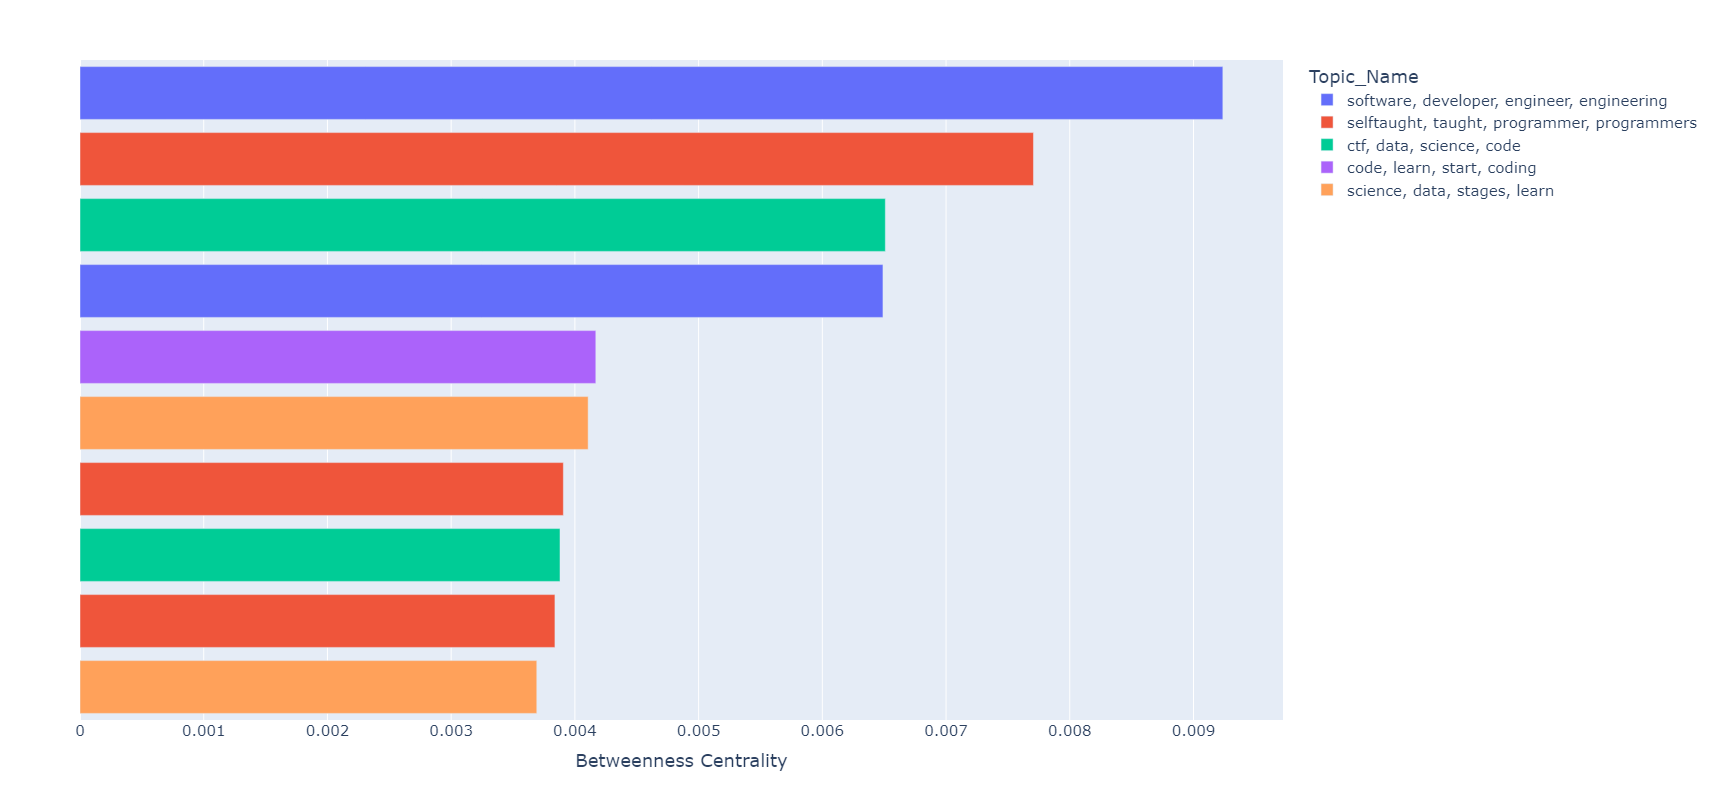 Topic_Name
software, developer, engineer, engineering
selftaught, taught, programmer, programmers
ctf, data, science, code
code, learn, start, coding
science, data, stages, learn
0 0.001 0.002 0.003 0.004 0.005 0.006 0.007 0.008 0.009
Betweenness Centrality